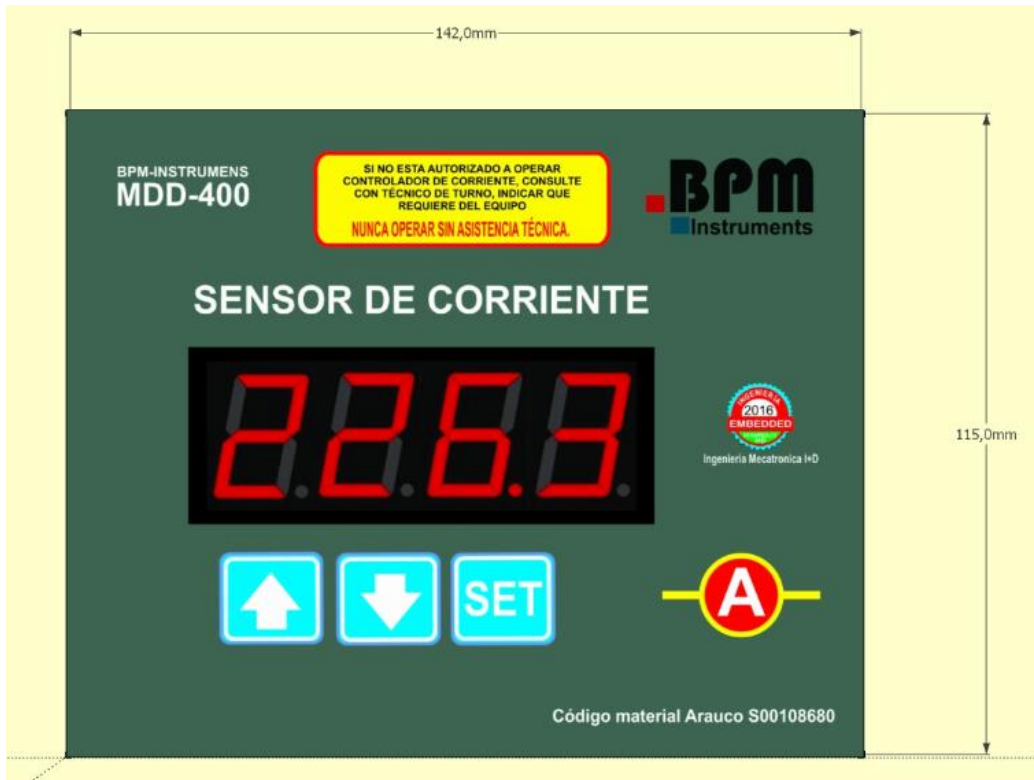 142,0mm
BPM-INSTRUMENS
MDD-400
SI NO ESTA AUTORIZADO A OPERAR
CONTROLADOR DE CORRIENTE, CONSULTE
CON TÉCNICO DE TURNO, INDICAR QUE
REQUIERE DEL EQUIPO
NUNCA OPERAR SIN ASISTENCIA TÉCNICA.
BPM
Instruments
SENSOR DE CORRIENTE
226.3
INGENIERIA
2016
EMBEDDED
Ingenieria Mecatronica I+D
115,0mm
SET
A
Código material Arauco S00108680